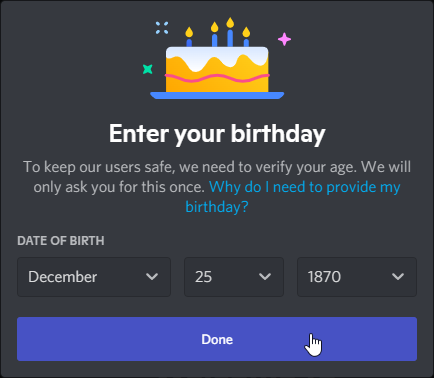 Enter your birthday
To keep our users safe, we need to verify your age. We will
only ask you for this once. Why do I need to provide my
birthday?
DATE OF BIRTH
December 25 1870
Done